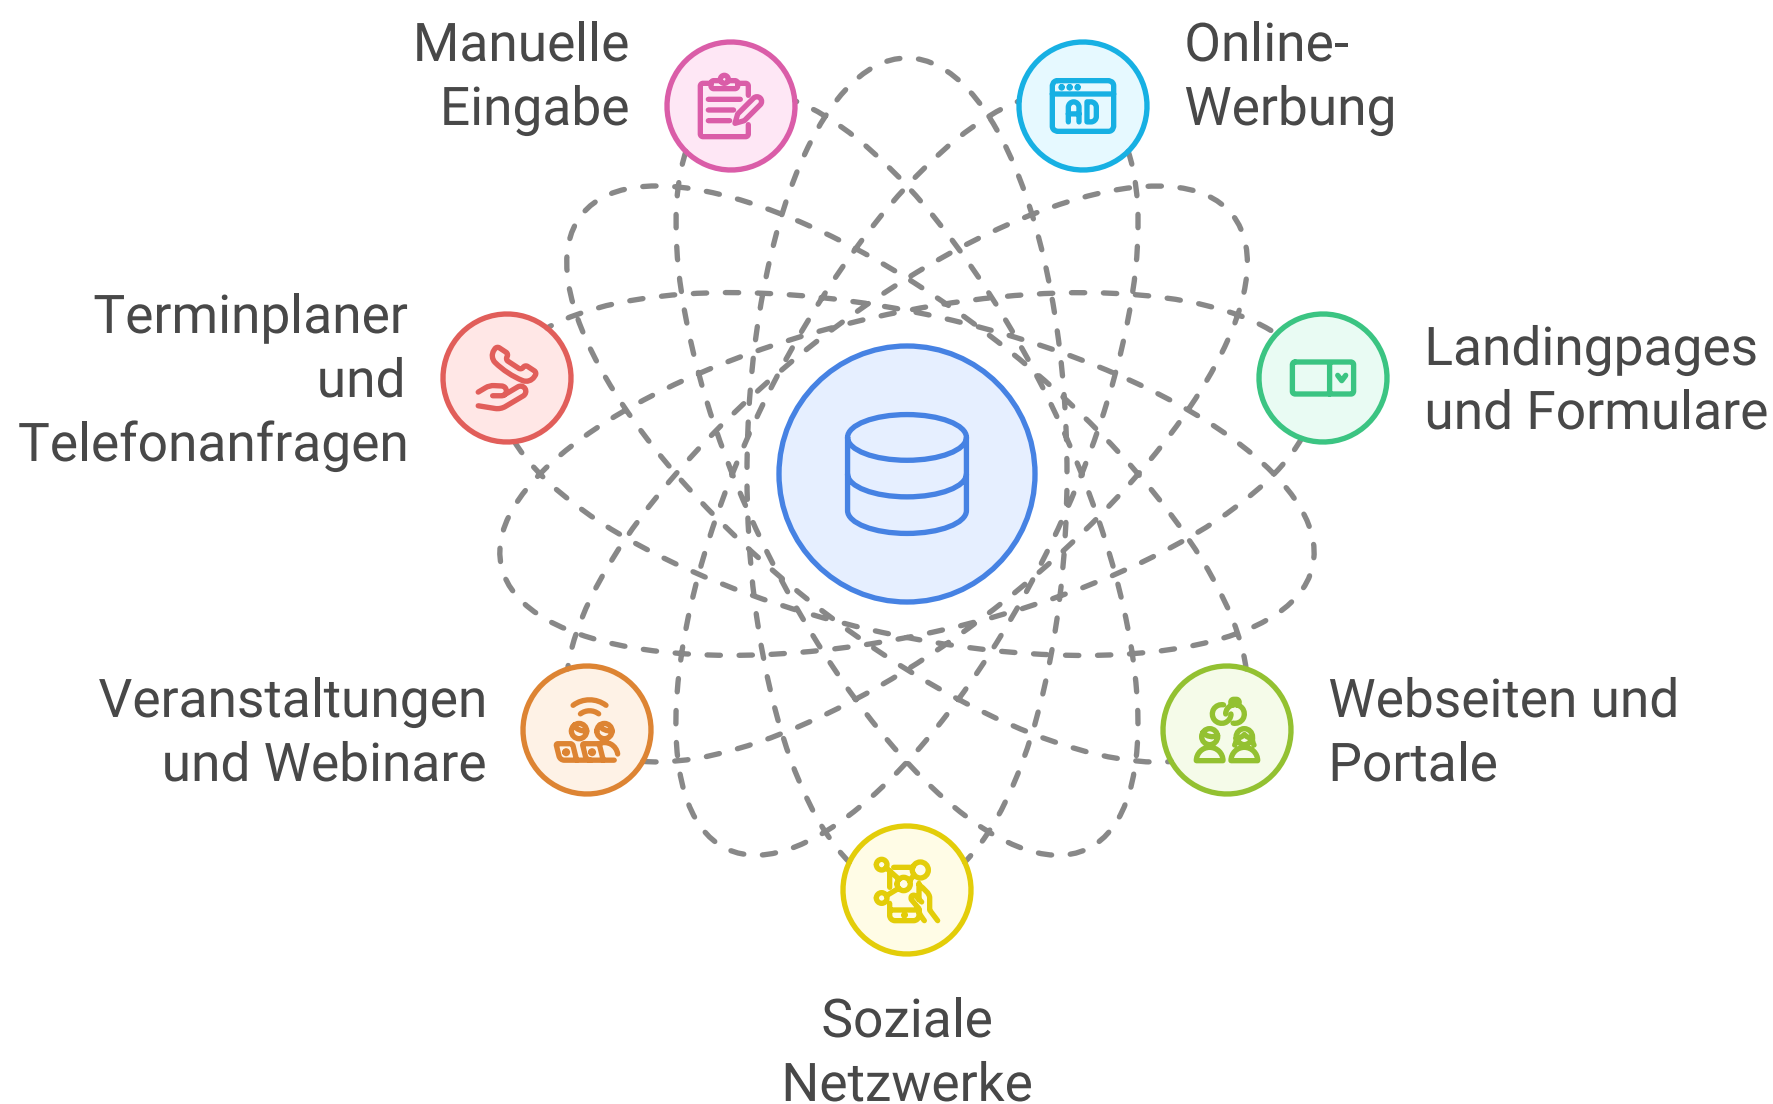 Manuelle
Eingabe
Online-
Werbung
AD
Terminplaner
und
Telefonanfragen
Landingpages
und Formulare
Veranstaltungen
und Webinare
Webseiten und
Portale
Soziale
Netzwerke